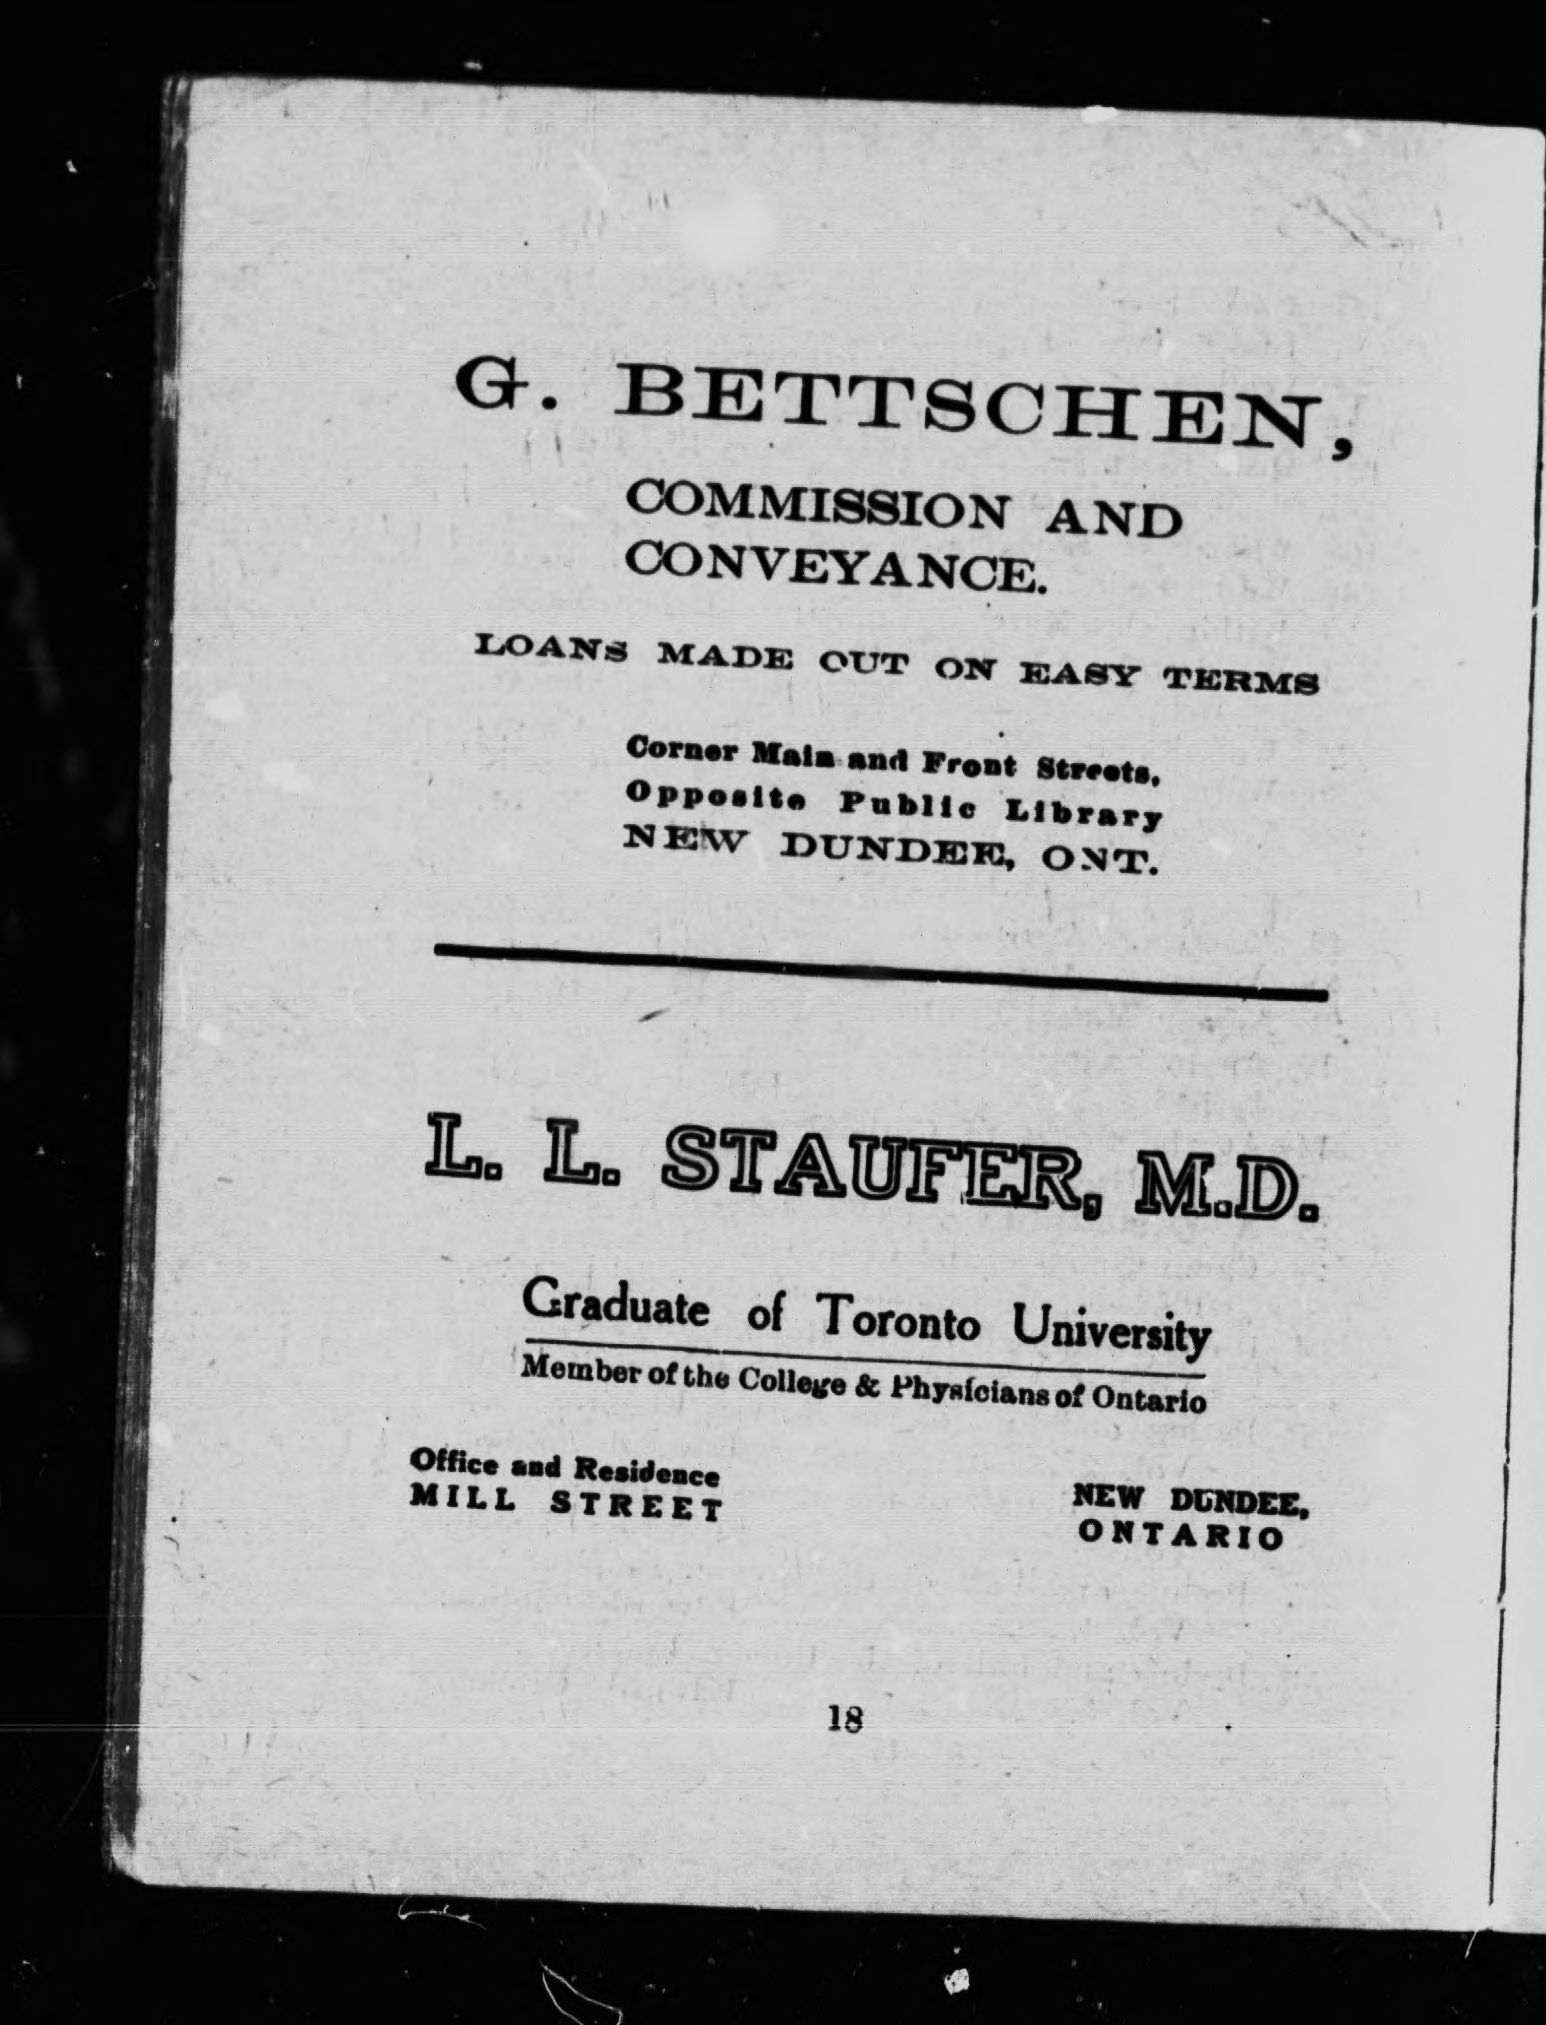 G. BETTSCHEN,
COMMISSION AND
CONVEYANCE.
LOANS MADE OUT ON EASY TERMS
Corner Main and Front Streets,
Opposite Public Library
NEW DUNDEE, ONT.
L. L. STAUFER, M.D.
Graduate of Toronto University
Member of the College & Physicians of Ontario
Office and Residence
MILL STREET
NEW DUNDEE,
ONTARIO
18